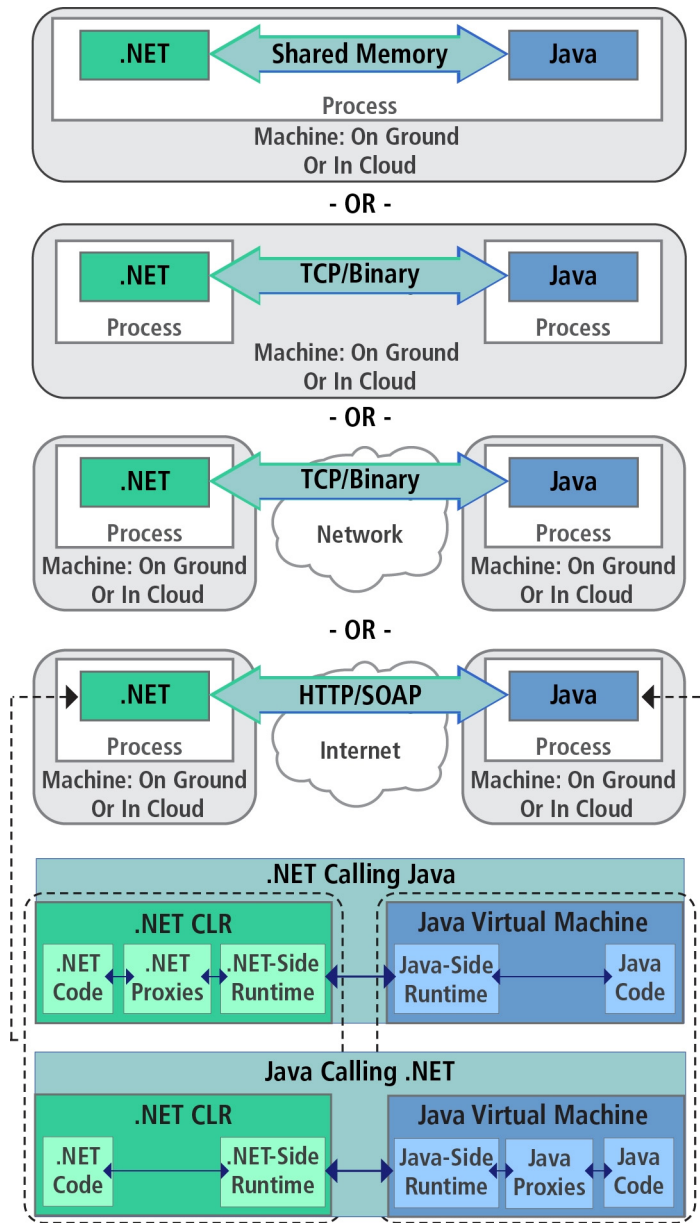 .NET Shared Memory Java
Process
Machine: On Ground
Or In Cloud
- OR -
.NET TCP/Binary Java
Process Process
Machine: On Ground
Or In Cloud
- OR -
.NET TCP/Binary Java
Process Network Process
Machine: On Ground Machine: On Ground
Or In Cloud Or In Cloud
- OR -
.NET HTTP/SOAP Java
Process Internet Process
Machine: On Ground Machine: On Ground
Or In Cloud Or In Cloud
.NET Calling Java
.NET CLR Java Virtual Machine
.NET .NET .NET-Side Java-Side Java
Code Proxies Runtime Runtime Code
Java Calling .NET
.NET CLR Java Virtual Machine
.NET .NET-Side Java-Side Java Java
Code Runtime Runtime Proxies Code